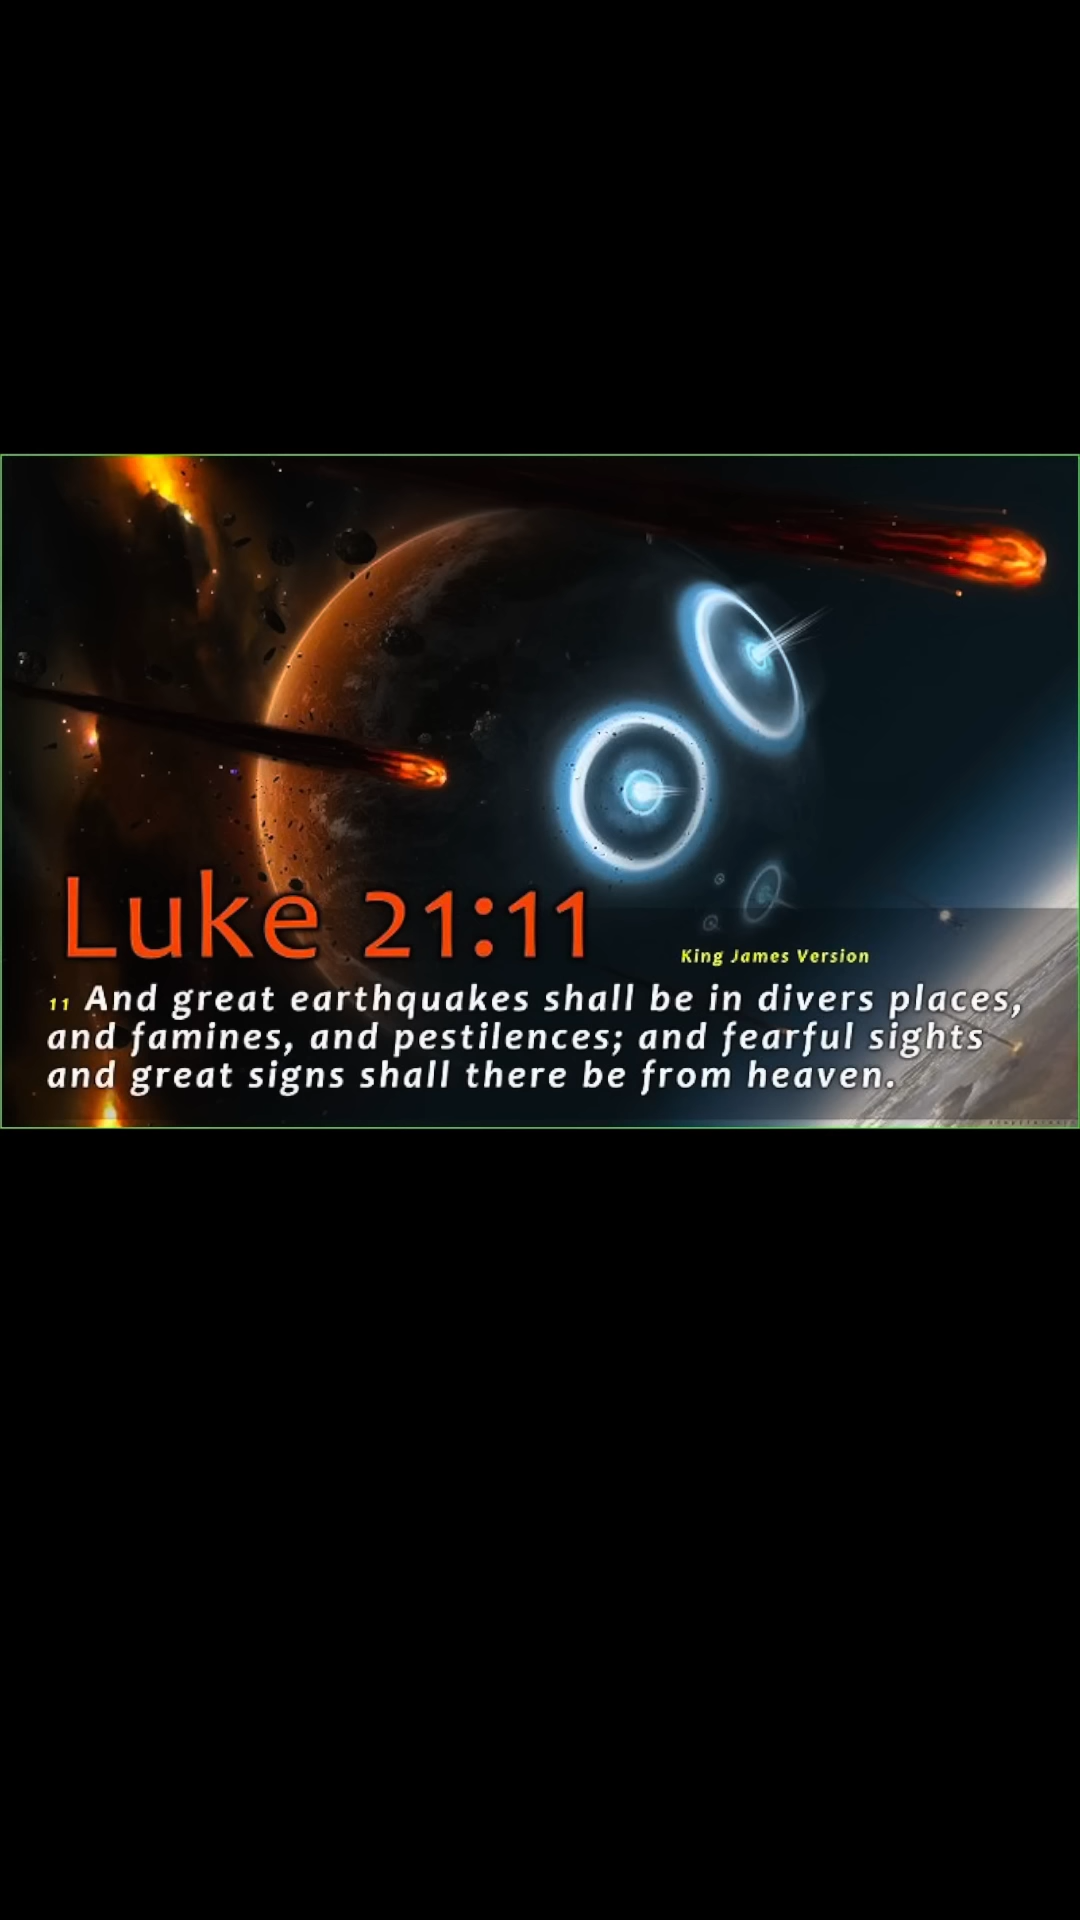 Luke 21:11
King James Version
11 And great earthquakes shall be in divers places,
and famines, and pestilences; and fearful sights
and great signs shall there be from heaven.